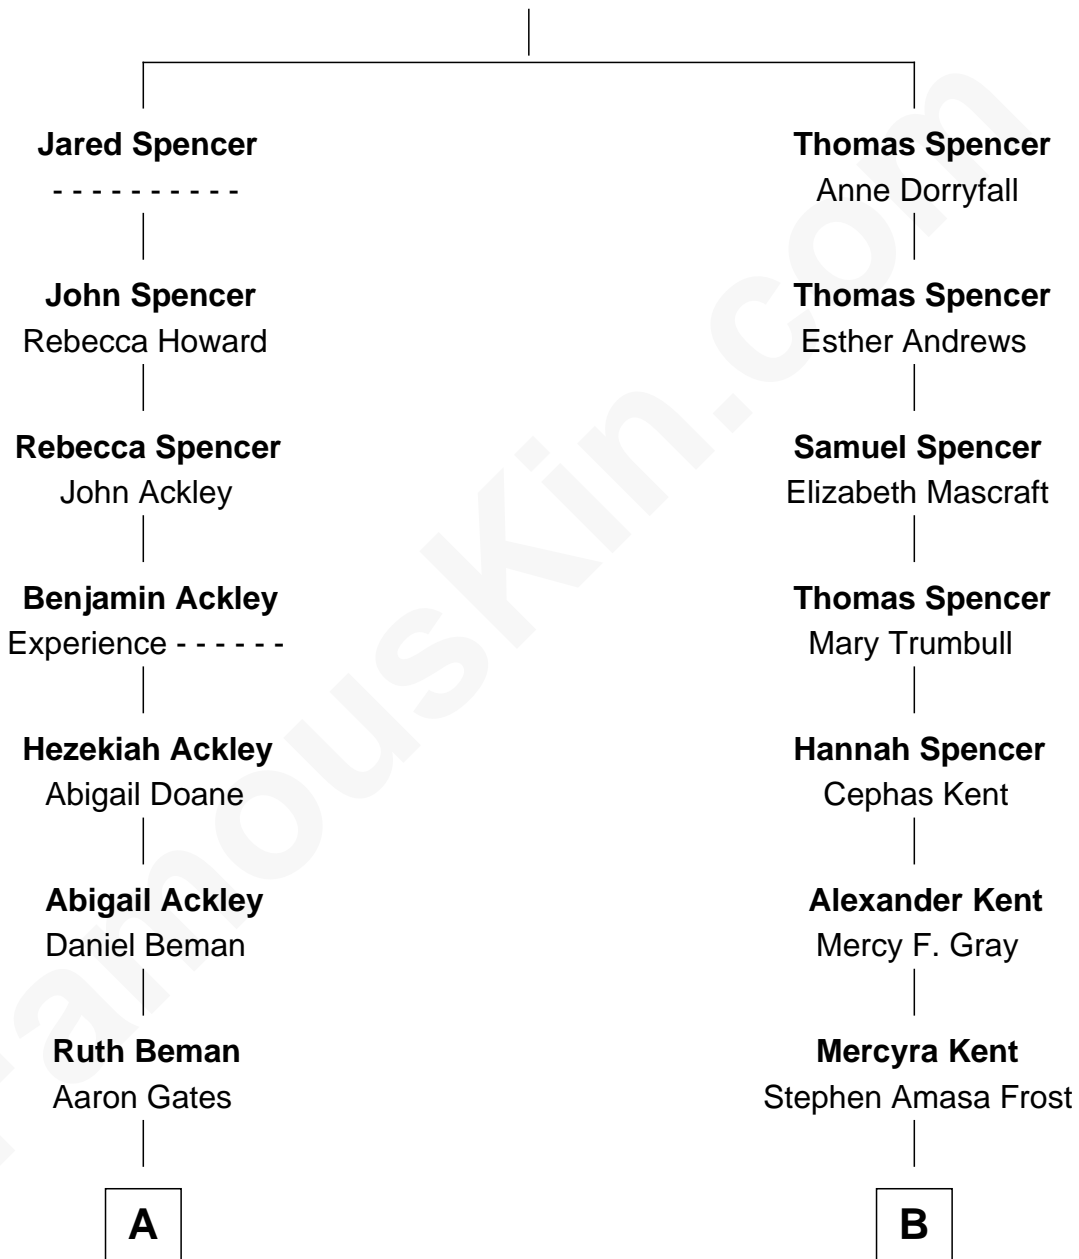 Jared Spencer
- - - - - - - - - -
John Spencer
Rebecca Howard
Rebecca Spencer
John Ackley
Benjamin Ackley
Experience - - - - - -
Hezekiah Ackley
Abigail Doane
Abigail Ackley
Daniel Beman
Ruth Beman
Aaron Gates
A
Thomas Spencer
Anne Dorryfall
Thomas Spencer
Esther Andrews
Samuel Spencer
Elizabeth Mascraft
Thomas Spencer
Mary Trumbull
Hannah Spencer
Cephas Kent
Alexander Kent
Mercy F. Gray
Mercyra Kent
Stephen Amasa Frost
B
FamousKin.com